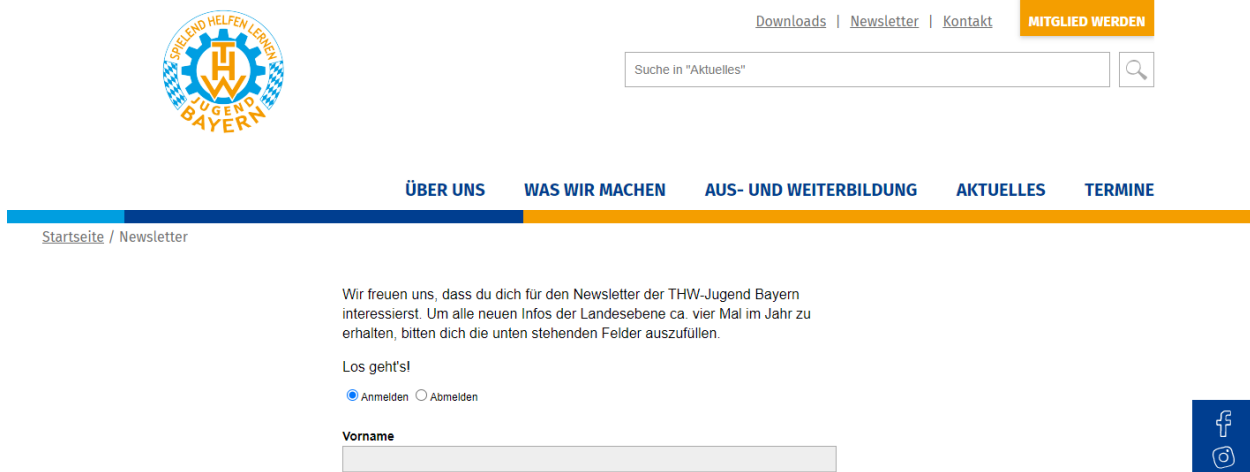 SPIELEND HELFEN LERNEN
THW
JUGEND
BAYERN
Downloads | Newsletter | Kontakt
MITGLIED WERDEN
Suche in "Aktuelles"
ÜBER UNS WAS WIR MACHEN AUS- UND WEITERBILDUNG AKTUELLES TERMINE
Startseite / Newsletter
Wir freuen uns, dass du dich für den Newsletter der THW-Jugend Bayern
interessierst. Um alle neuen Infos der Landesebene ca. vier Mal im Jahr zu
erhalten, bitten dich die unten stehenden Felder auszufüllen.
Los geht's!
Anmelden Abmelden
Vorname